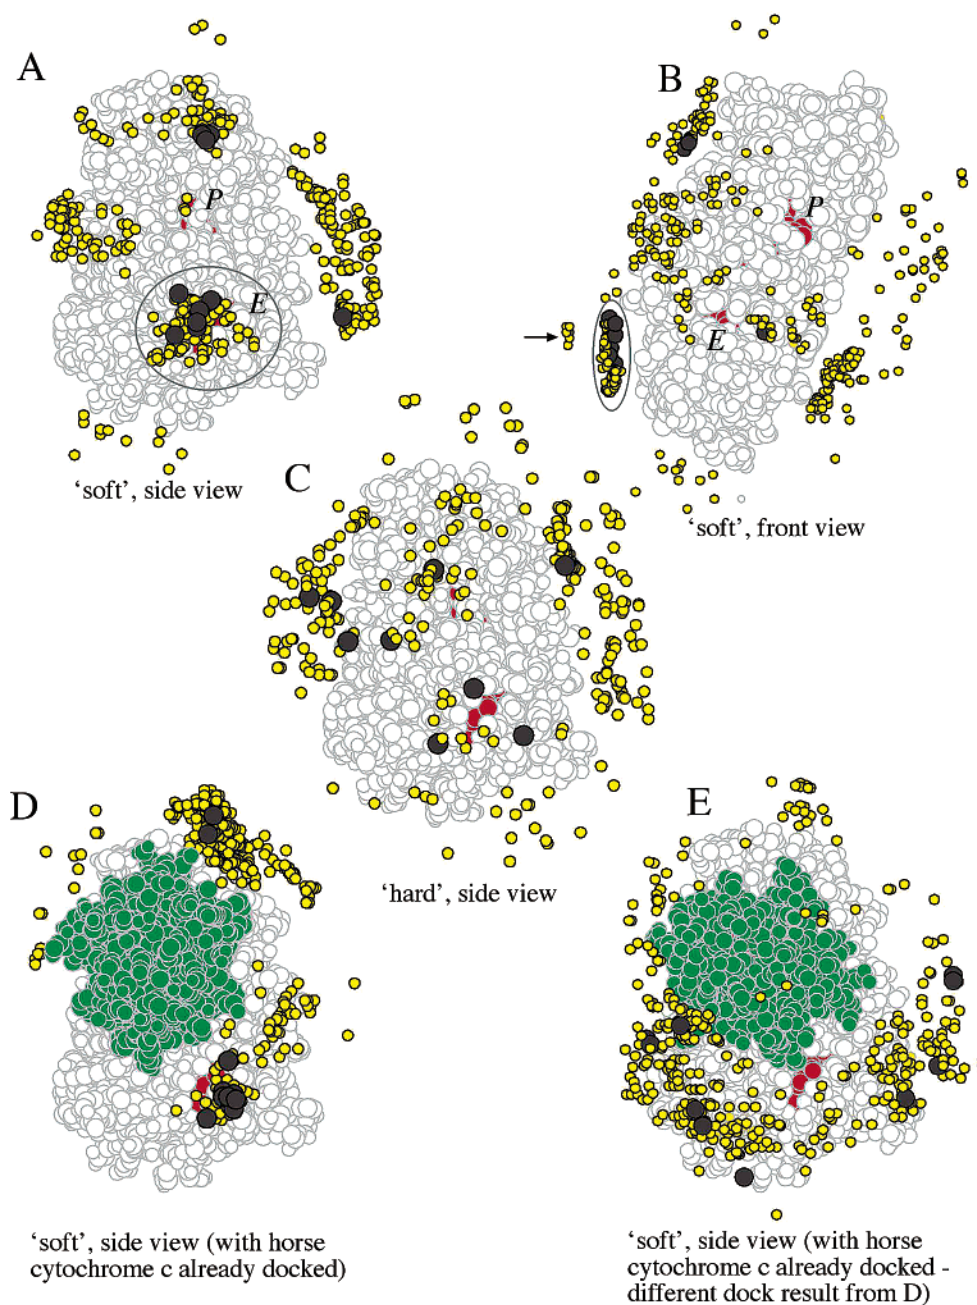 A
B
P
P
E
E
'soft', side view
C
'soft', front view
D
E
'hard', side view
'soft', side view (with horse
cytochrome c already docked)
'soft', side view (with horse
cytochrome c already docked -
different dock result from D)